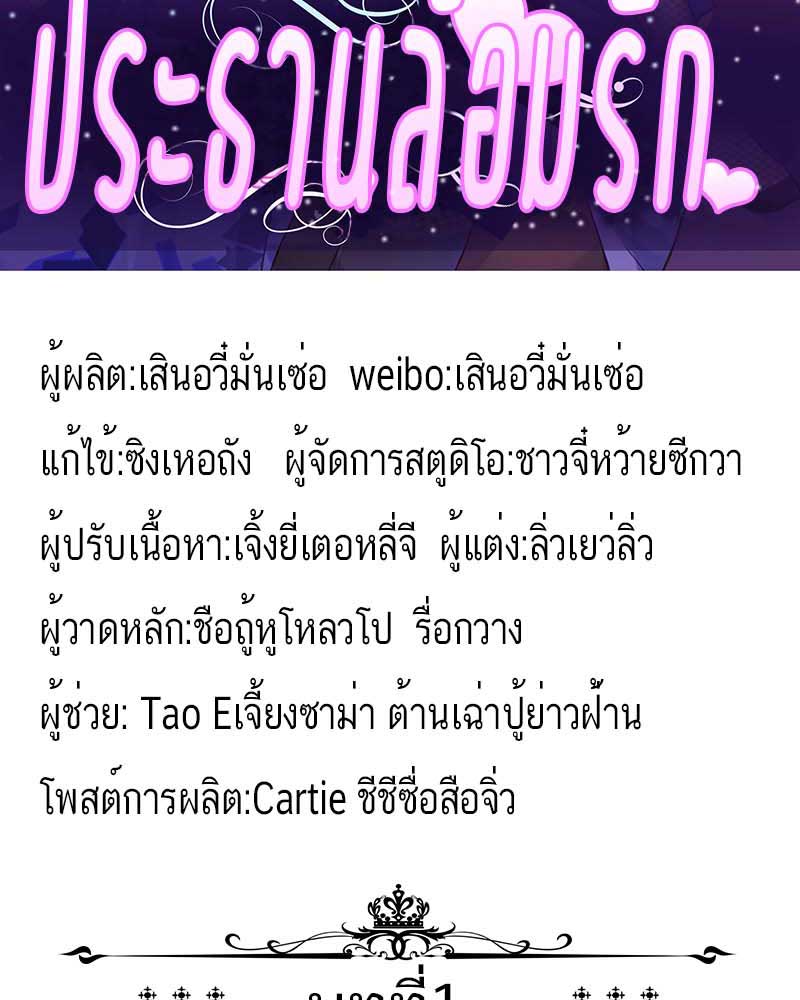 ประธานล้อมรัก
ผู้ผลิต:เสินอวี๋มั่นเซ่อ weibo:เสินอวี๋มั่นเซ่อ
แก้ไข้:ซิงเหอถัง ผู้จัดการสตูดิโอ:ชาวจี๋หว้ายซีกวา
ผู้ปรับเนื้อหา:เจิ้งยี่เตอหลี่จี ผู้แต่ง:ลิ่วเยว่ลิ่ว
ผู้วาดหลัก:ชือถู้หูโหลวโป รื่อกวาง
ผู้ช่วย: Tao Eเจี้ยงซาม่า ต้านเฉ่าปู้ย่าวฝ้าน
โพสต์การผลิต:Cartie ชีชีซื่อสือจิ่ว
บทที่1